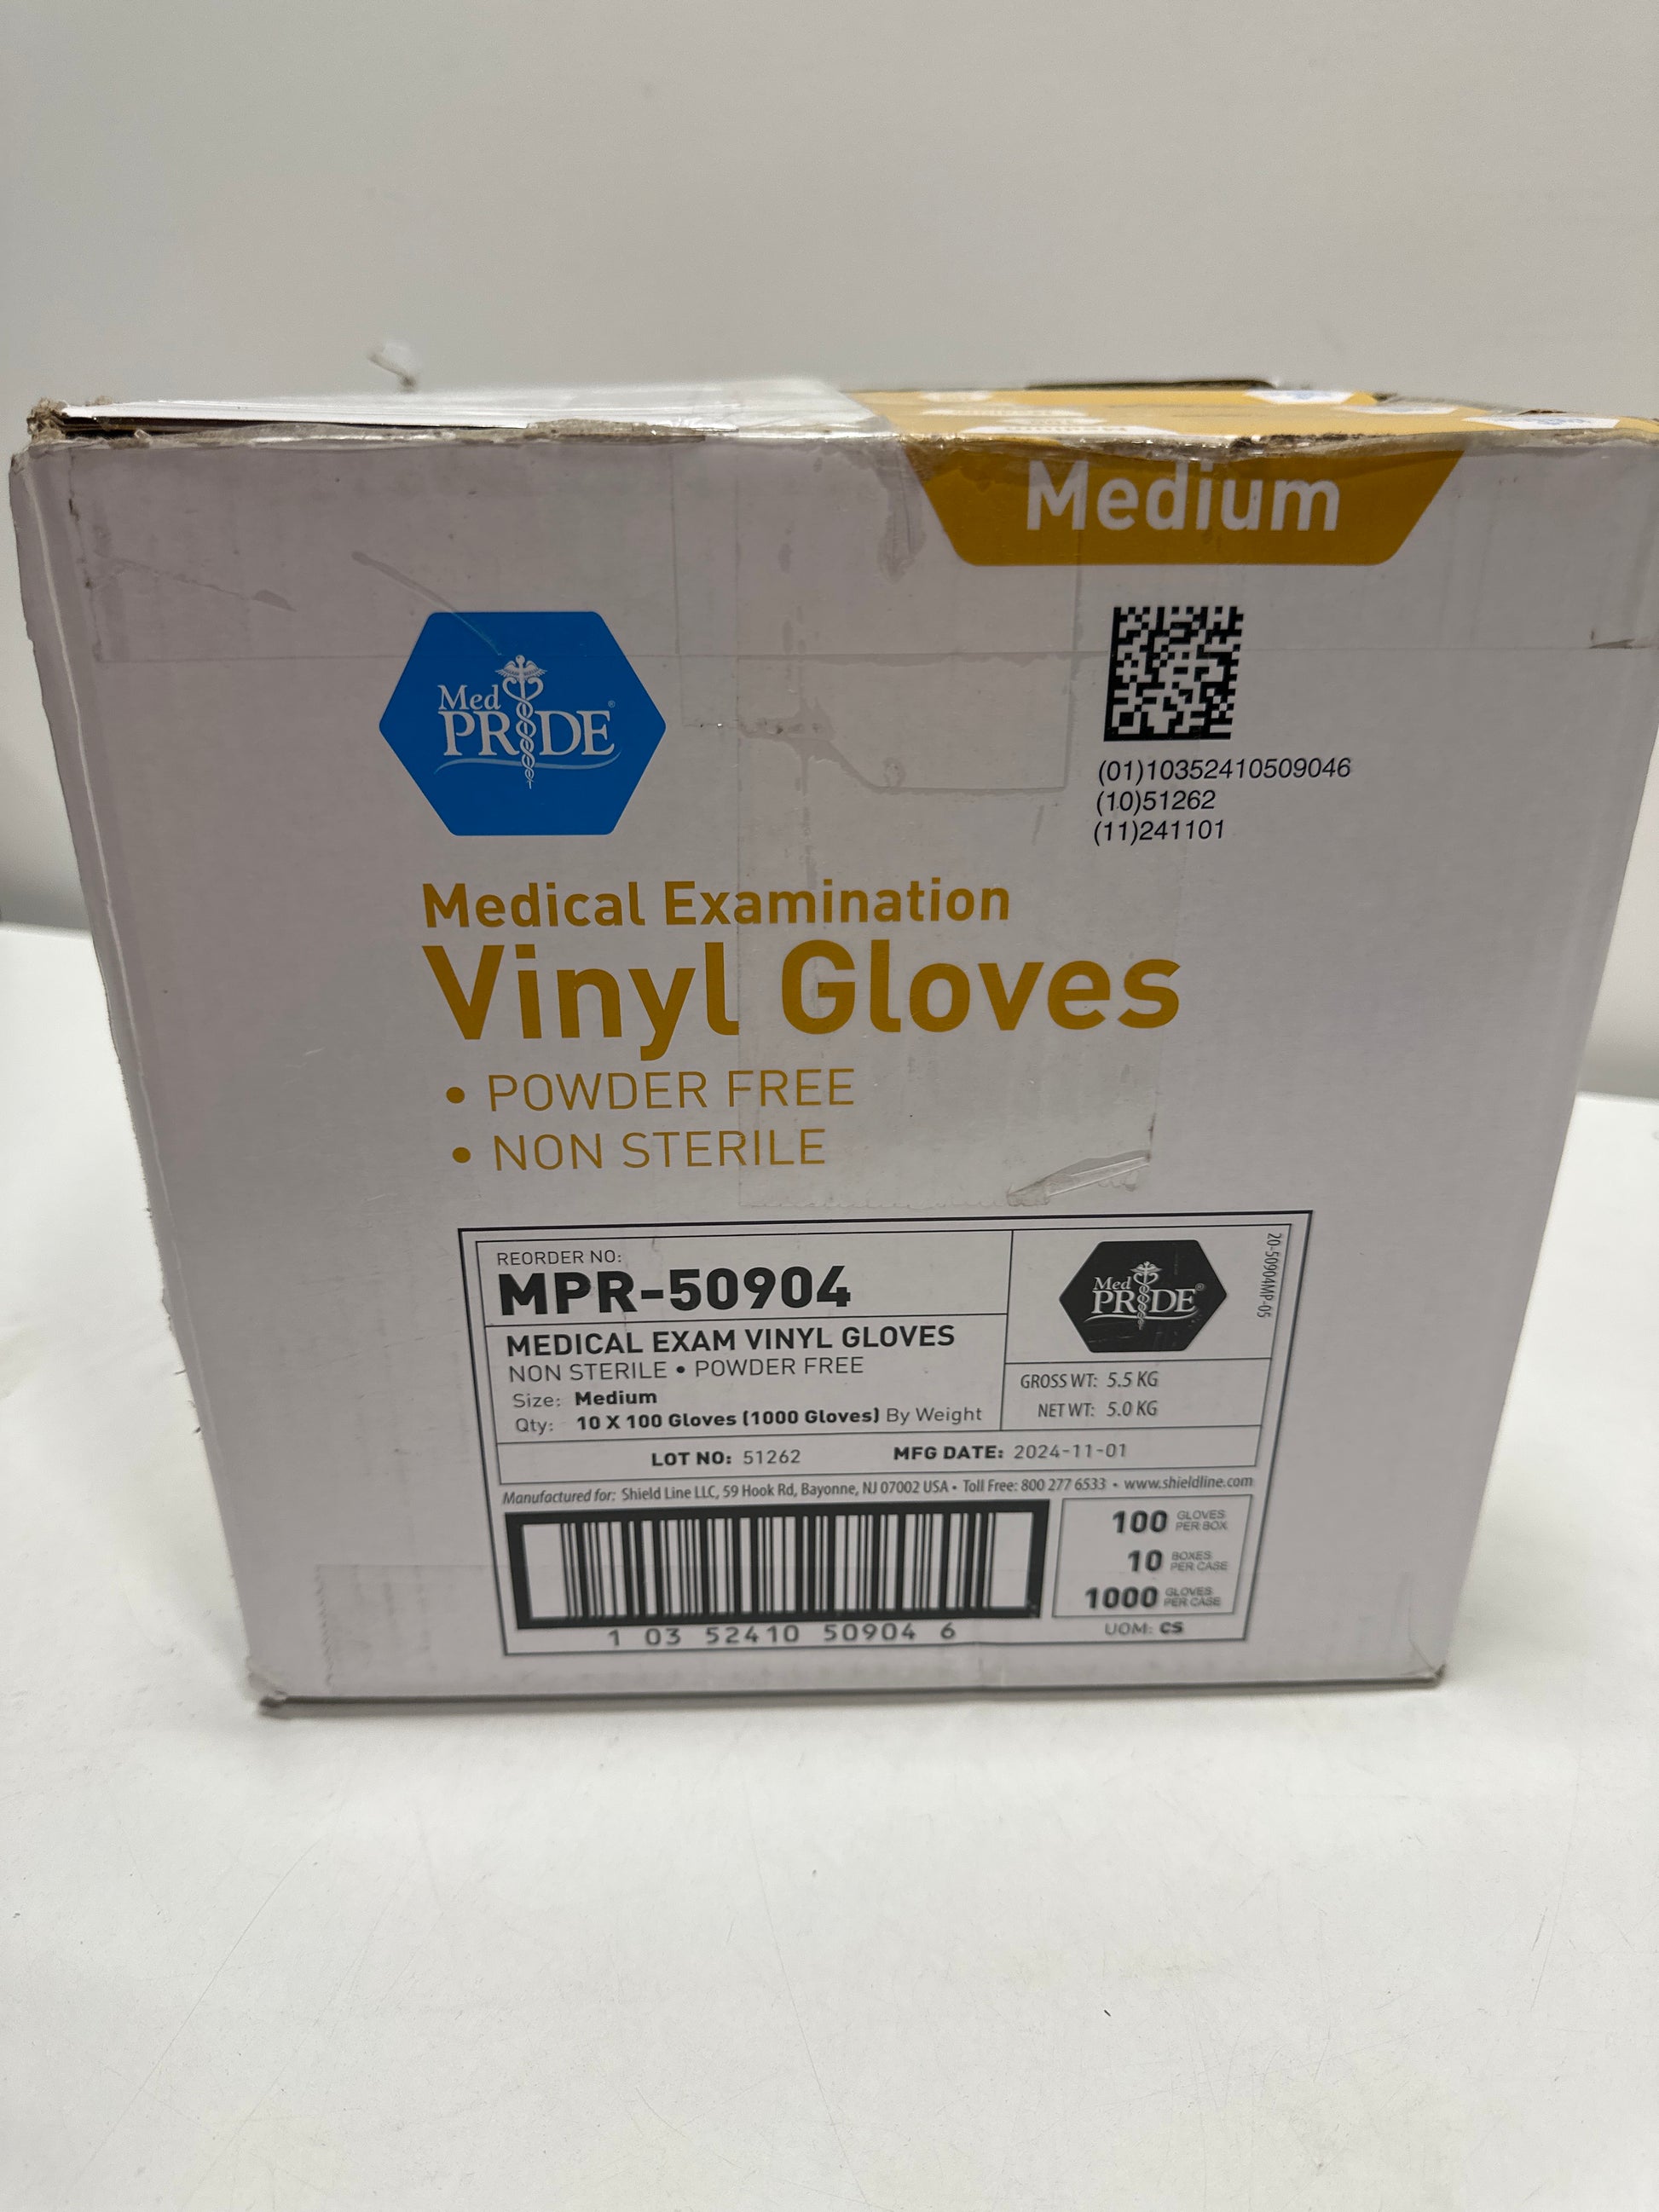 Medium
Med
PRIDE®
(01)10352410509046
(10)51262
(11)241101
Medical Examination
Vinyl Gloves
• POWDER FREE
• NON STERILE
REORDER NO:
MPR-50904
MEDICAL EXAM VINYL GLOVES
NON STERILE • POWDER FREE
Size: Medium
Qty: 10 X 100 Gloves (1000 Gloves) By Weight
Med
PRIDE®
20-50904MP-05
GROSS WT: 5.5 KG
NET WT: 5.0 KG
LOT NO: 51262 MFG DATE: 2024-11-01
Manufactured for: Shield Line LLC, 59 Hook Rd, Bayonne, NJ 07002 USA • Toll Free: 800 277 6533 • www.shieldline.com
1 03 52410 50904 6
100 GLOVES PER BOX
10 BOXES PER CASE
1000 GLOVES PER CASE
UOM: CS